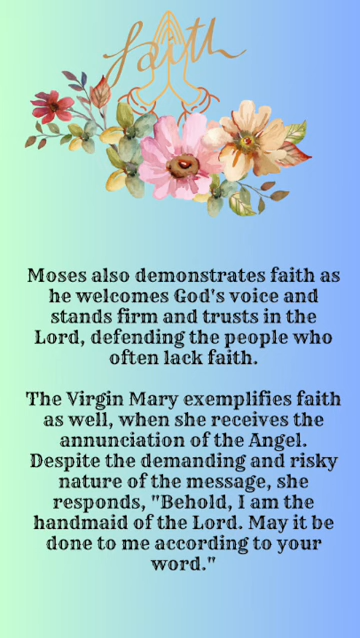 faith
Moses also demonstrates faith as
he welcomes God's voice and
stands firm and trusts in the
Lord, defending the people who
often lack faith.
The Virgin Mary exemplifies faith
as well, when she receives the
annunciation of the Angel.
Despite the demanding and risky
nature of the message, she
responds, "Behold, I am the
handmaid of the Lord. May it be
done to me according to your
word."